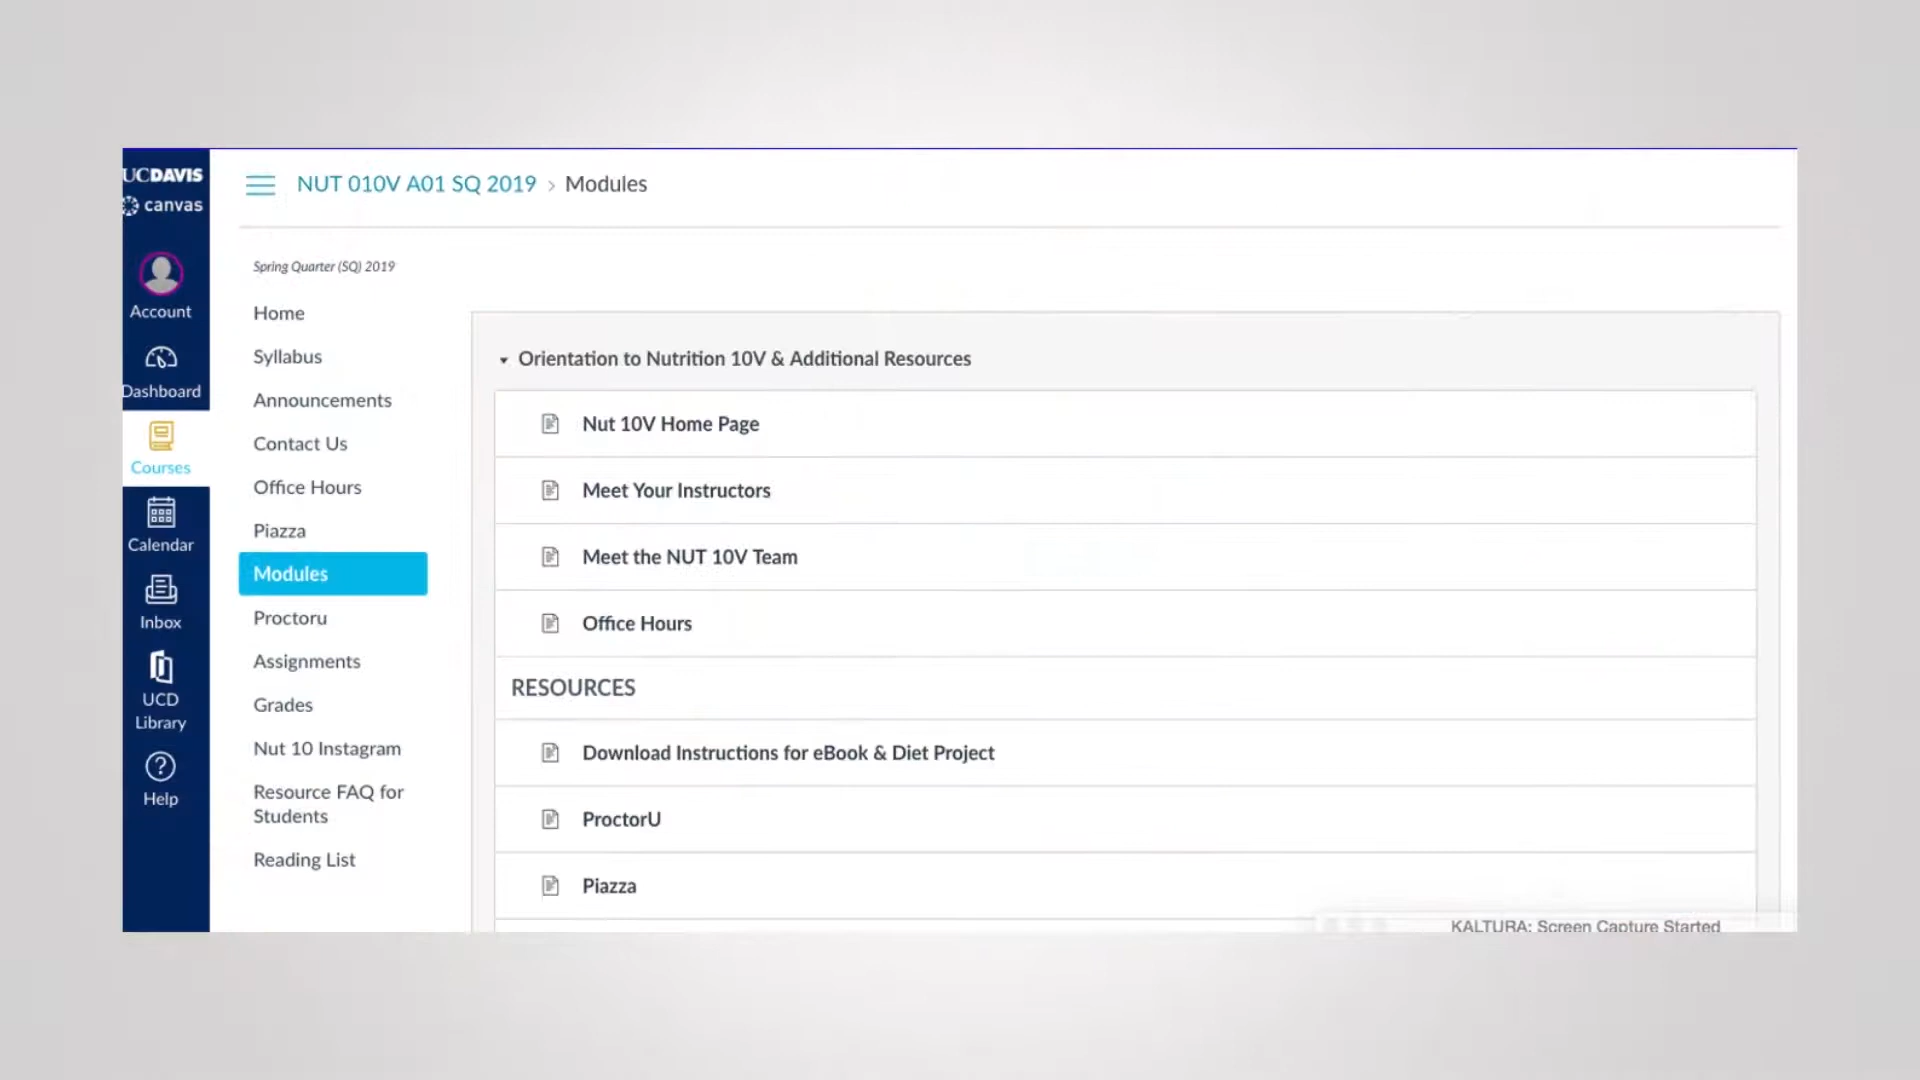 UCDAVIS
canvas
Account
Dashboard
Courses
Calendar
Inbox
UCD
Library
Help
NUT 010V A01 SQ 2019 › Modules
Spring Quarter (SQ) 2019
Home
Syllabus
Announcements
Contact Us
Office Hours
Piazza
Modules
Proctoru
Assignments
Grades
Nut 10 Instagram
Resource FAQ for
Students
Reading List
Orientation to Nutrition 10V & Additional Resources
Nut 10V Home Page
Meet Your Instructors
Meet the NUT 10V Team
Office Hours
RESOURCES
Download Instructions for eBook & Diet Project
ProctorU
Piazza
KALTURA: Screen Capture Started